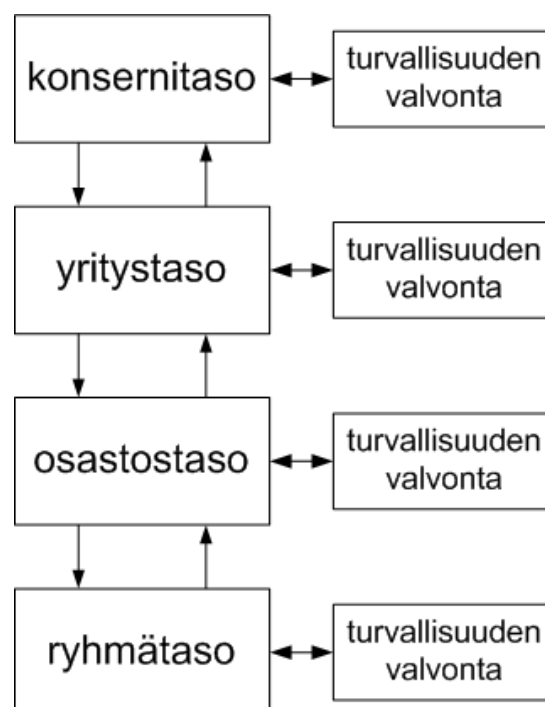 konsernitaso
turvallisuuden
valvonta
yritystaso
turvallisuuden
valvonta
osastostaso
turvallisuuden
valvonta
ryhmätaso
turvallisuuden
valvonta